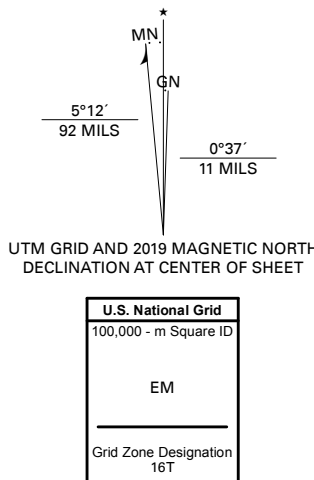 MN
GN
5°12´
92 MILS
0°37´
11 MILS
UTM GRID AND 2019 MAGNETIC NORTH
DECLINATION AT CENTER OF SHEET
U.S. National Grid
100,000 - m Square ID
EM
Grid Zone Designation
16T